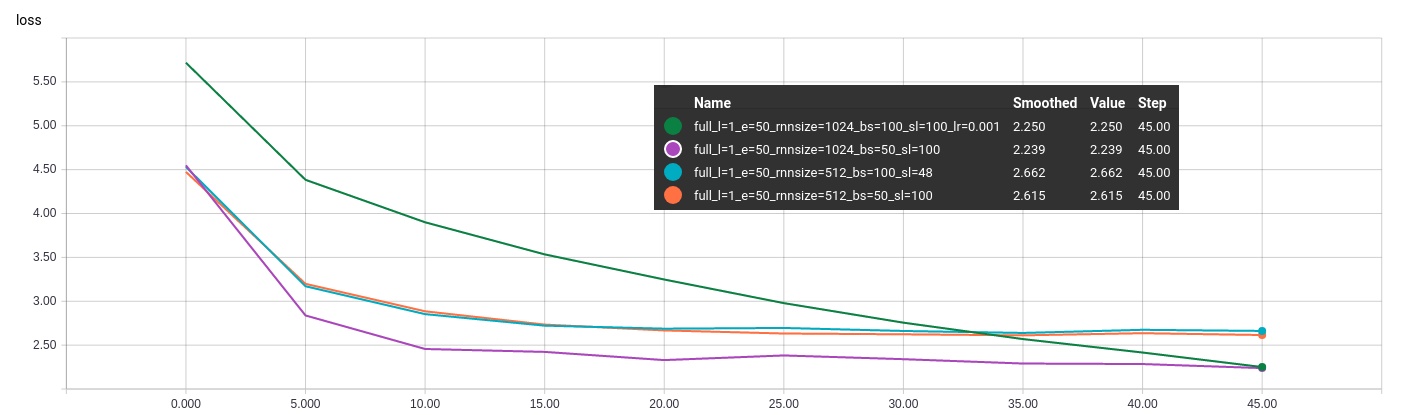 loss
5.50
5.00
4.50
4.00
3.50
3.00
2.50
Name Smoothed Value Step
full_l=1_e=50_rnnsize=1024_bs=100_sl=100_lr=0.001 2.250 2.250 45.00
full_l=1_e=50_rnnsize=1024_bs=50_sl=100 2.239 2.239 45.00
full_l=1_e=50_rnnsize=512_bs=100_sl=48 2.662 2.662 45.00
full_l=1_e=50_rnnsize=512_bs=50_sl=100 2.615 2.615 45.00
0.000 5.000 10.00 15.00 20.00 25.00 30.00 35.00 40.00 45.00